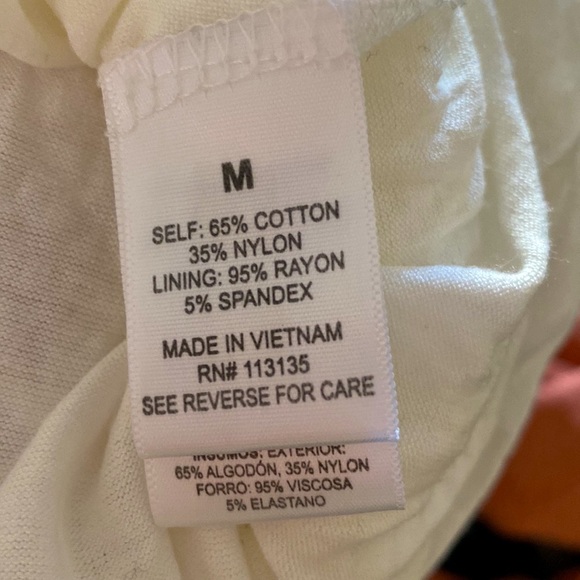 M
SELF: 65% COTTON
35% NYLON
LINING: 95% RAYON
5% SPANDEX
MADE IN VIETNAM
RN# 113135
SEE REVERSE FOR CARE
INSUMOS: EXTERIOR:
65% ALGODÓN, 35% NYLON
FORRO: 95% VISCOSA
5% ELASTANO